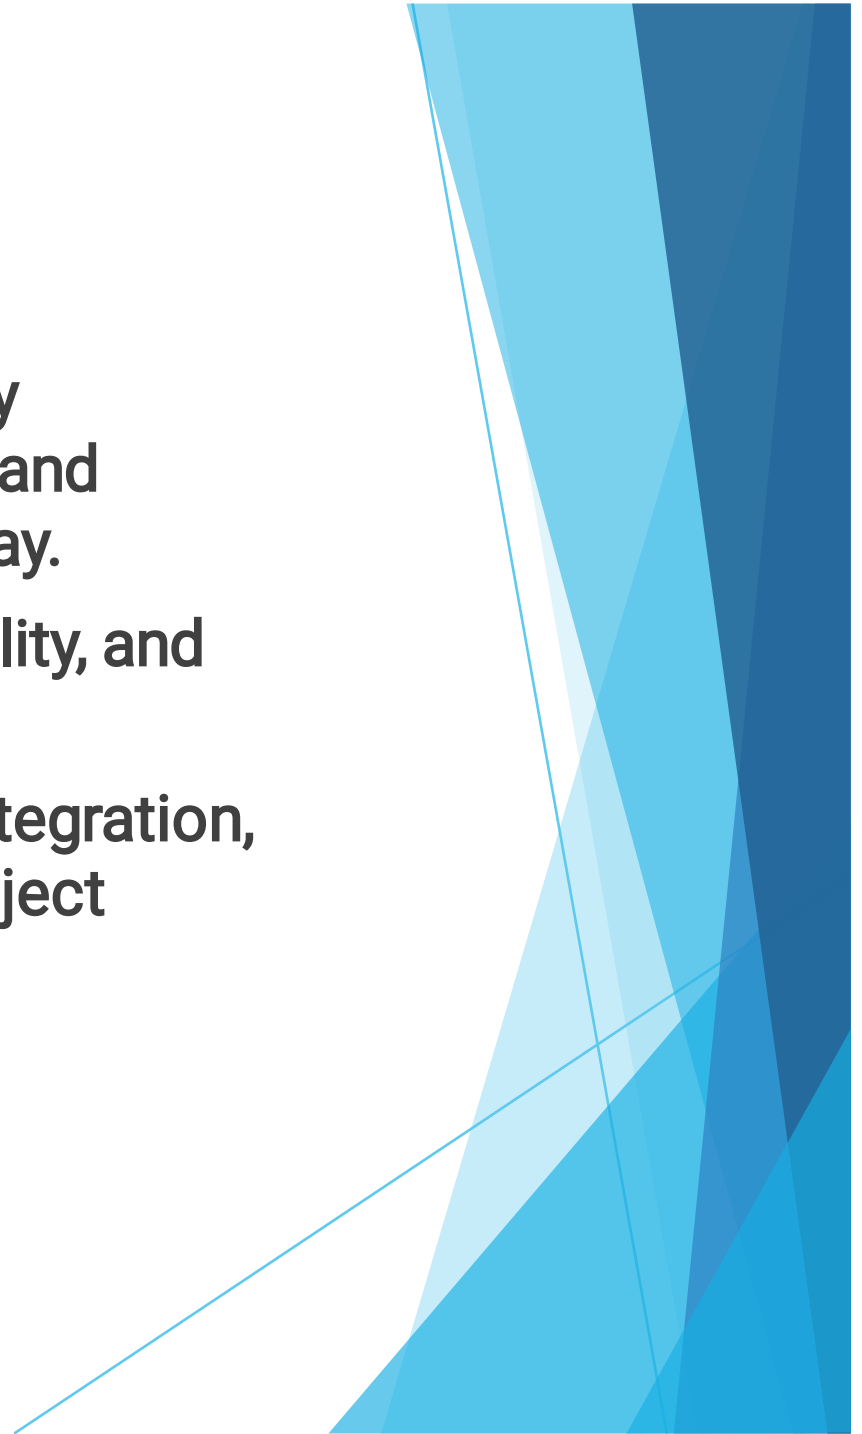 y
and
ay.
lity, and
tegration,
ject